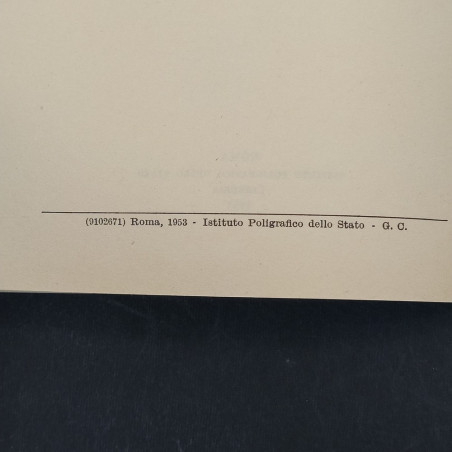 (9102671) Roma, 1953 - Istituto Poligrafico dello Stato - G. C.